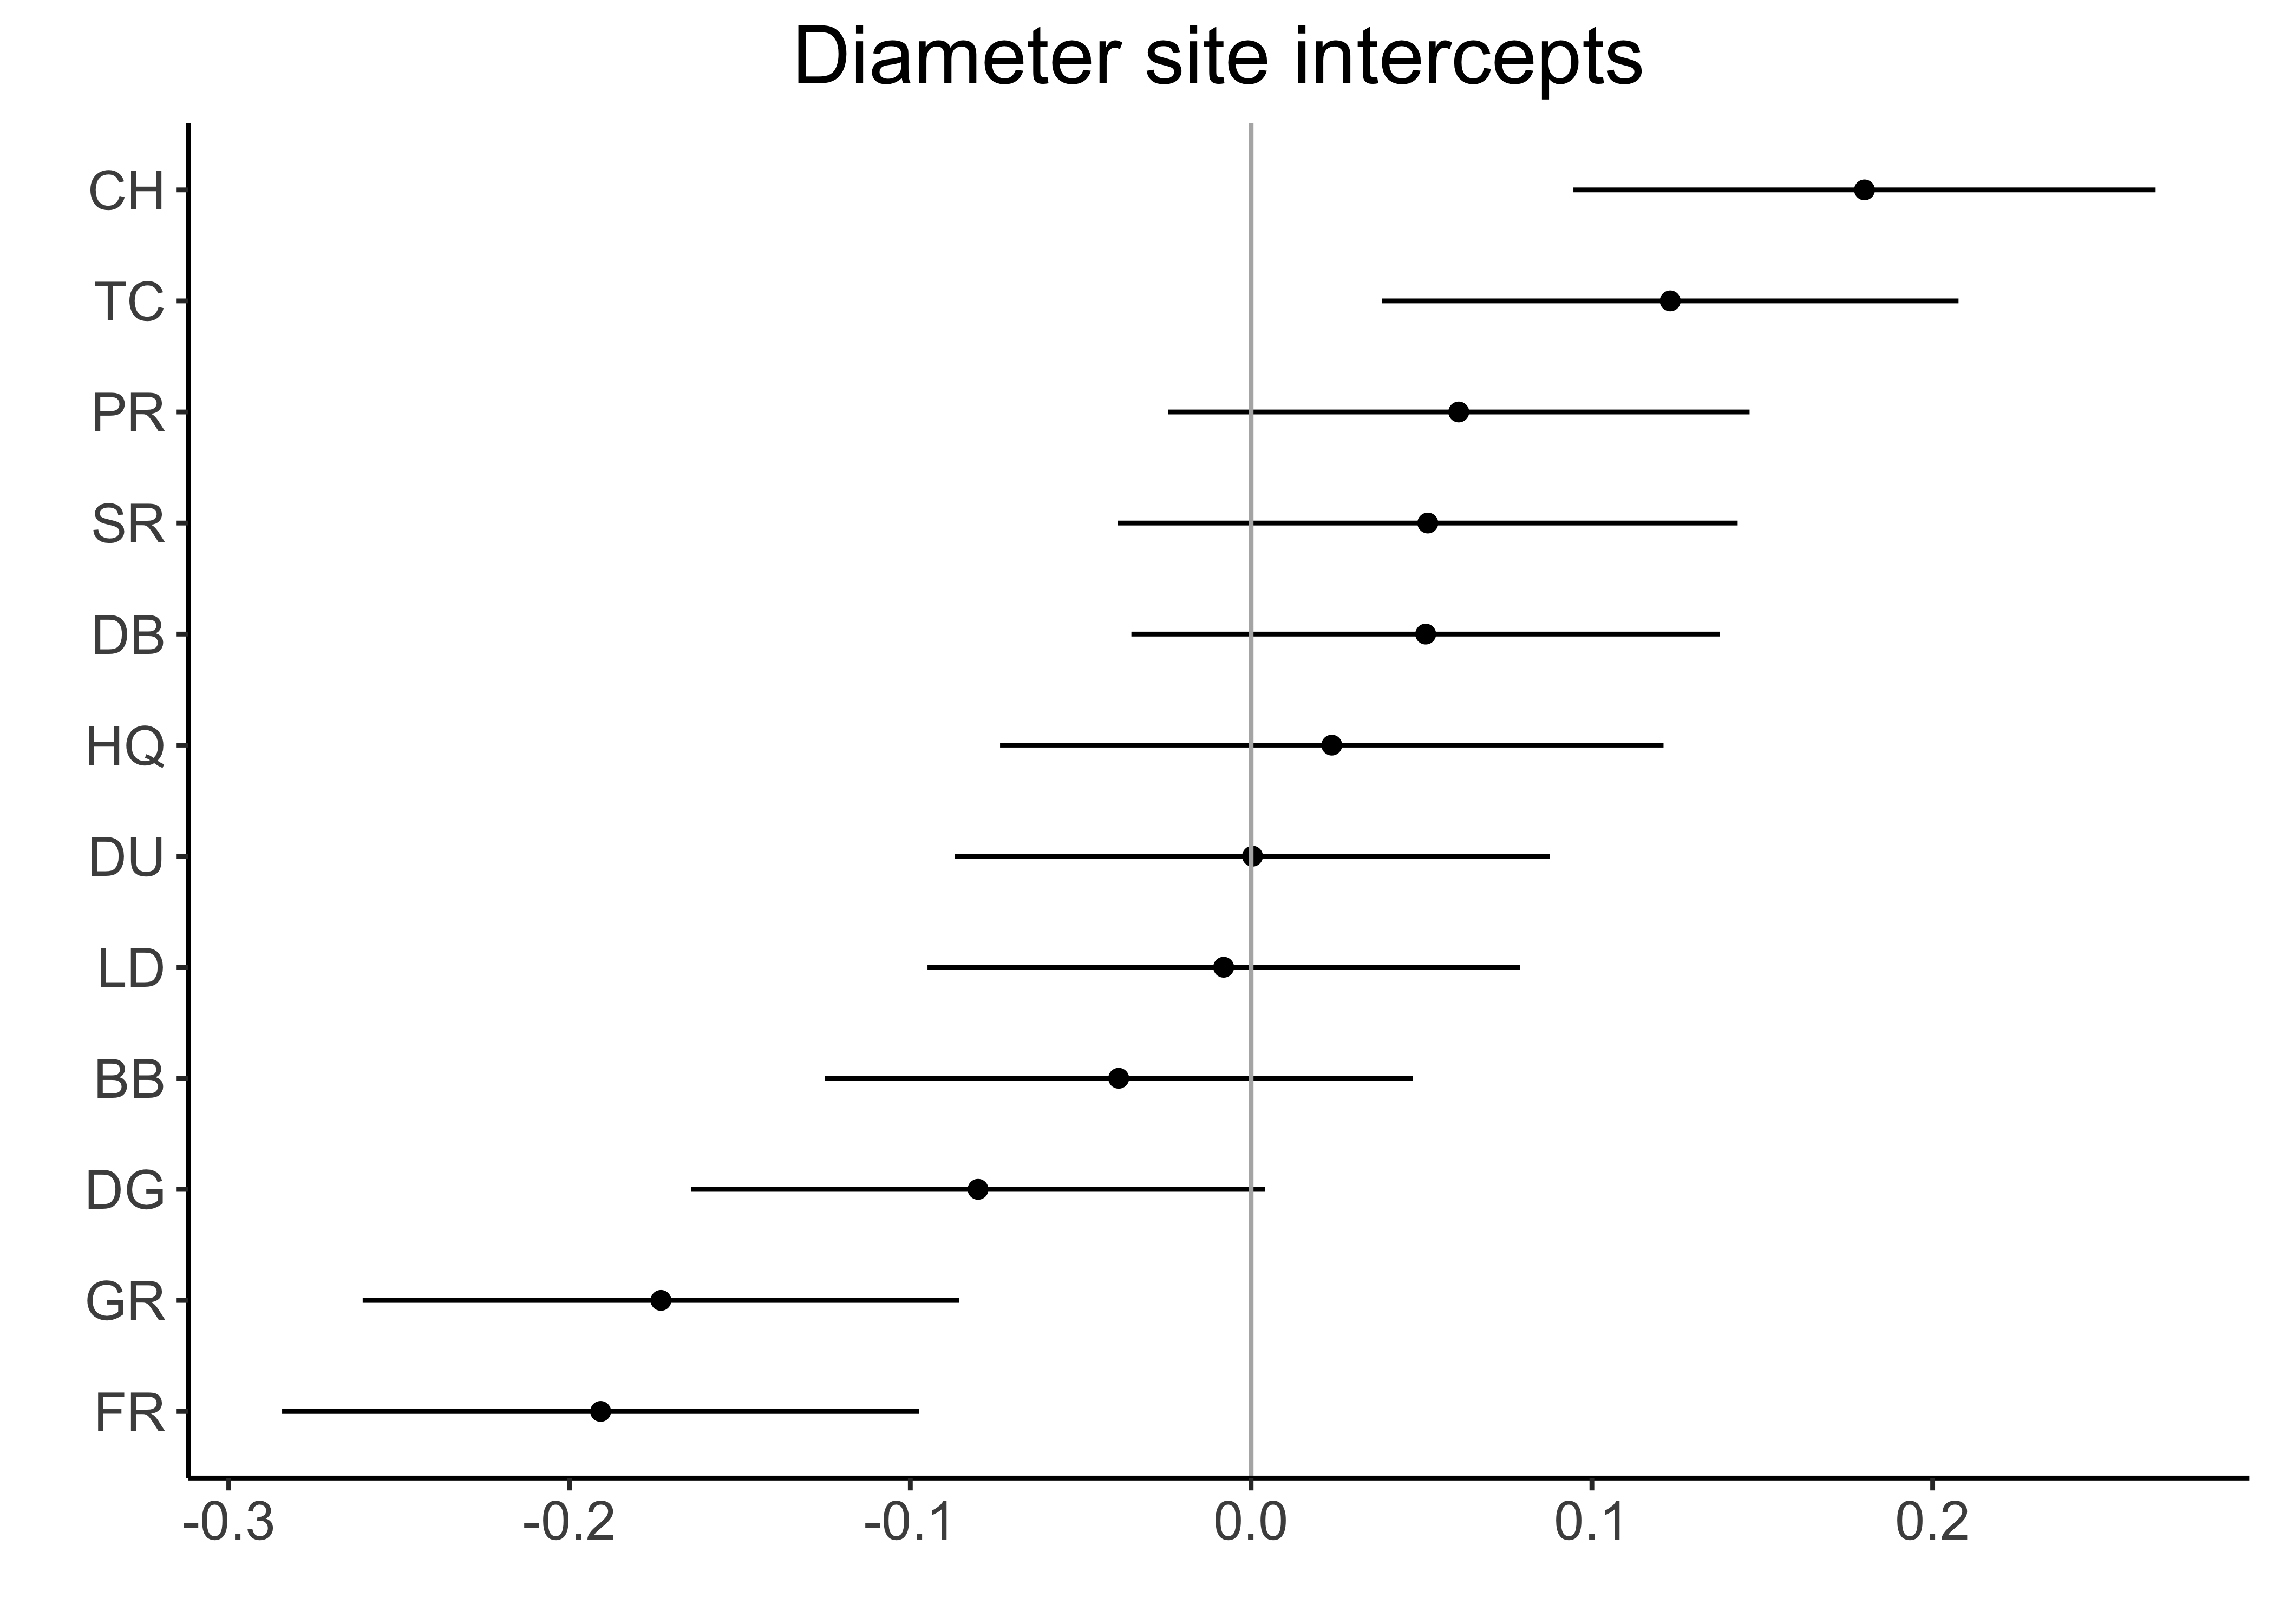 Diameter site intercepts
CH
TC
PR
SR
DB
HQ
DU
LD
BB
DG
GR
FR
-0.3 -0.2 -0.1 0.0 0.1 0.2